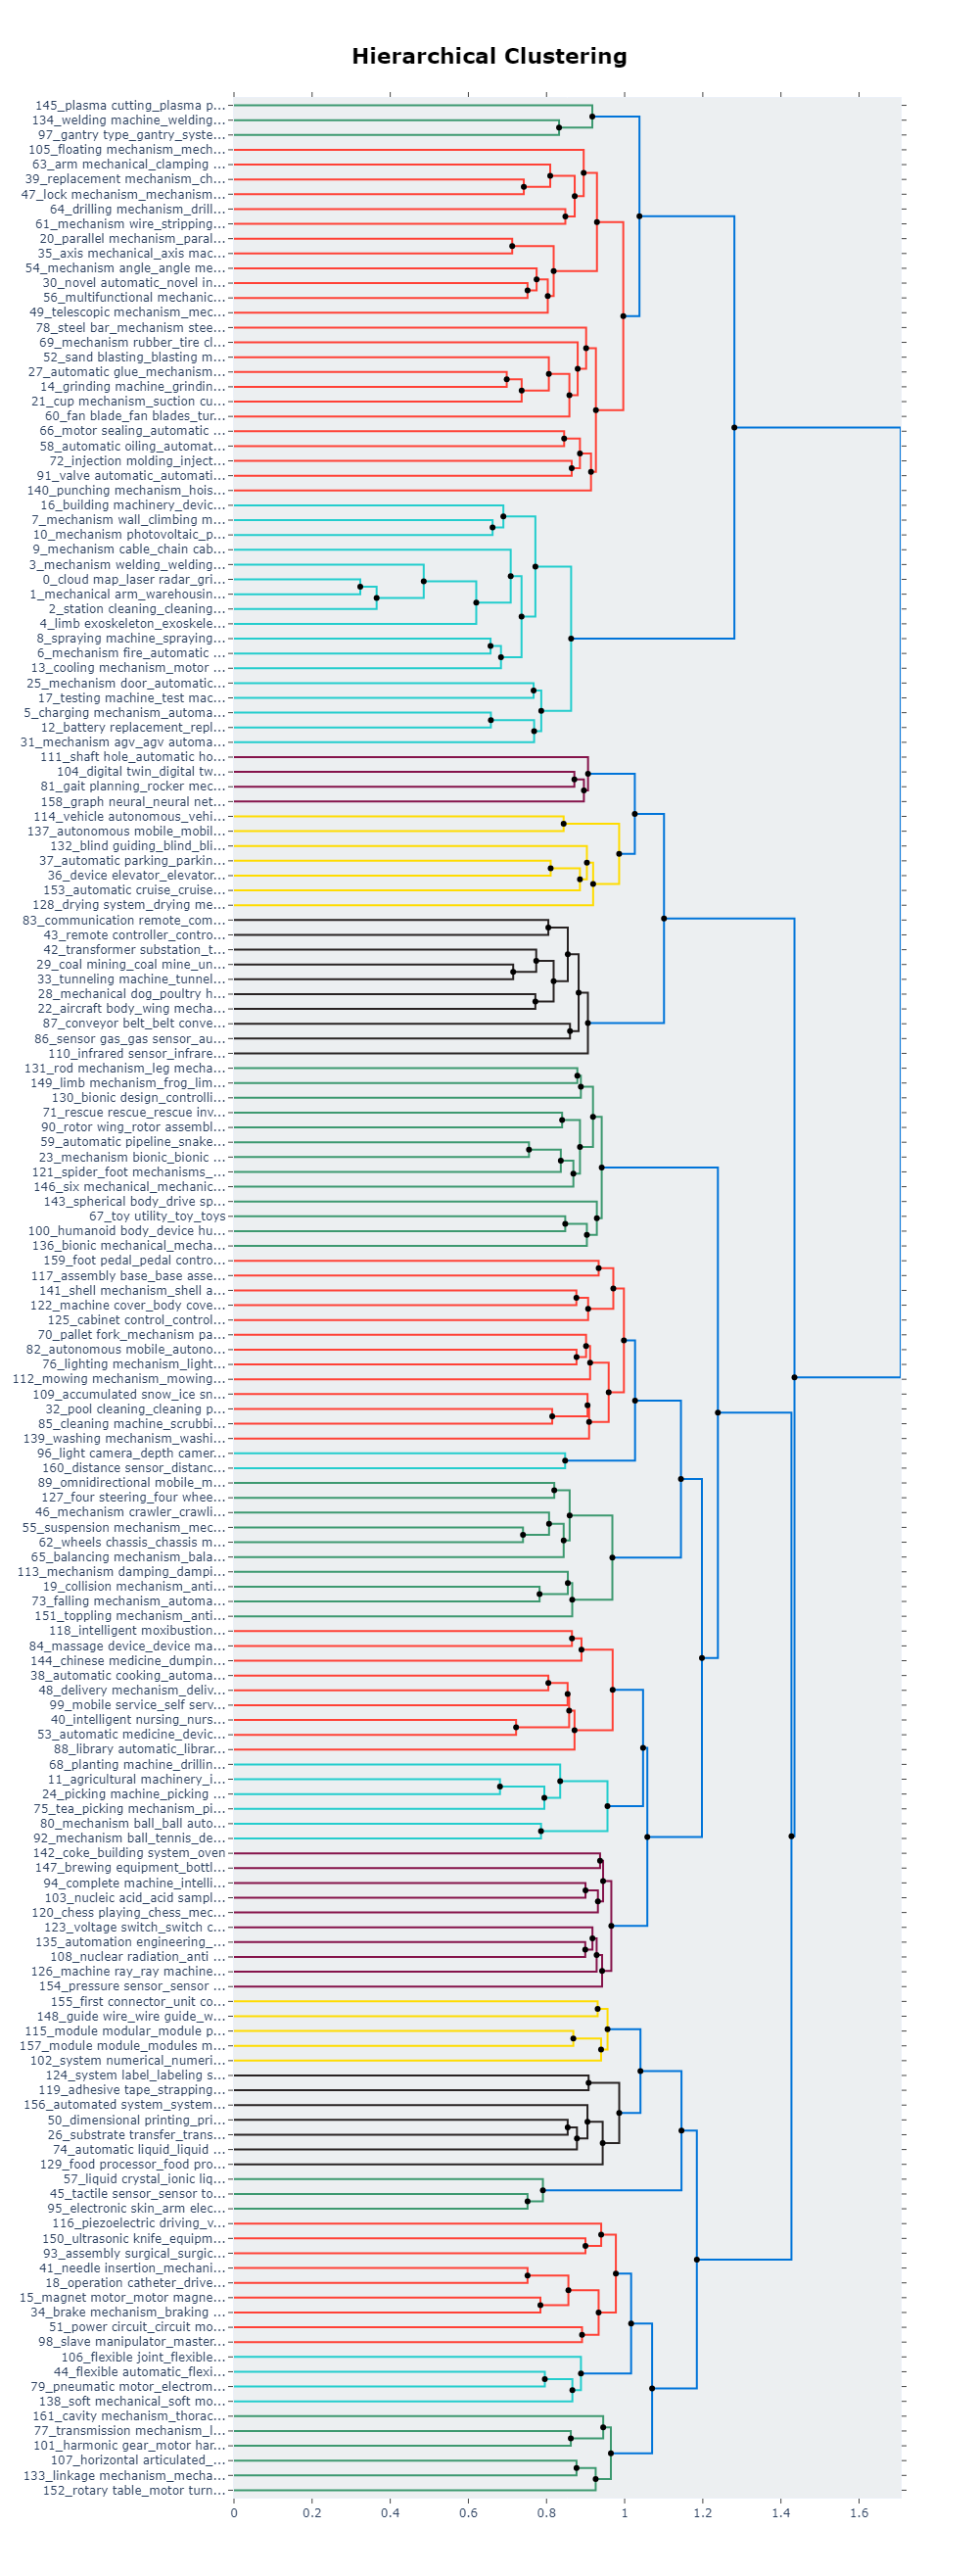 Hierarchical Clustering
145_plasma cutting_plasma p...
134_welding machine_welding...
97_gantry type_gantry_syste...
105_floating mechanism_mech...
63_arm mechanical_clamping ...
39_replacement mechanism_ch...
47_lock mechanism_mechanism...
64_drilling mechanism_drill...
61_mechanism wire_stripping...
20_parallel mechanism_paral...
35_axis mechanical_axis mac...
54_mechanism angle_angle me...
30_novel automatic_novel in...
56_multifunctional mechanic...
49_telescopic mechanism_mec...
78_steel bar_mechanism stee...
69_mechanism rubber_tire cl...
52_sand blasting_blasting m...
27_automatic glue_mechanism...
14_grinding machine_grindin...
21_cup mechanism_suction cu...
60_fan blade_fan blades_tur...
66_motor sealing_automatic ...
58_automatic oiling_automat...
72_injection molding_inject...
91_valve automatic_automati...
140_punching mechanism_hois...
16_building machinery_devic...
7_mechanism wall_climbing m...
10_mechanism photovoltaic_p...
9_mechanism cable_chain cab...
3_mechanism welding_welding...
0_cloud map_laser radar_gri...
1_mechanical arm_warehousin...
2_station cleaning_cleaning...
4_limb exoskeleton_exoskele...
8_spraying machine_spraying...
6_mechanism fire_automatic ...
13_cooling mechanism_motor ...
25_mechanism door_automatic...
17_testing machine_test mac...
5_charging mechanism_automa...
12_battery replacement_repl...
31_mechanism agv_agv automa...
111_shaft hole_automatic ho...
104_digital twin_digital tw...
81_gait planning_rocker mec...
158_graph neural_neural net...
114_vehicle autonomous_vehi...
137_autonomous mobile_mobil...
132_blind guiding_blind_bli...
37_automatic parking_parkin...
36_device elevator_elevator...
153_automatic cruise_cruise...
128_drying system_drying me...
83_communication remote_com...
43_remote controller_contro...
42_transformer substation_t...
29_coal mining_coal mine_un...
33_tunneling machine_tunnel...
28_mechanical dog_poultry h...
22_aircraft body_wing mecha...
87_conveyor belt_belt conve...
86_sensor gas_gas sensor_au...
110_infrared sensor_infrare...
131_rod mechanism_leg mecha...
149_limb mechanism_frog_lim...
130_bionic design_controlli...
71_rescue rescue_rescue inv...
90_rotor wing_rotor assembl...
59_automatic pipeline_snake...
23_mechanism bionic_bionic ...
121_spider_foot mechanisms_...
146_six mechanical_mechanic...
143_spherical body_drive sp...
67_toy utility_toy_toys
100_humanoid body_device hu...
136_bionic mechanical_mecha...
159_foot pedal_pedal contro...
117_assembly base_base asse...
141_shell mechanism_shell a...
122_machine cover_body cove...
125_cabinet control_control...
70_pallet fork_mechanism pa...
82_autonomous mobile_autono...
76_lighting mechanism_light...
112_mowing mechanism_mowing...
109_accumulated snow_ice sn...
32_pool cleaning_cleaning p...
85_cleaning machine_scrubbi...
139_washing mechanism_washi...
96_light camera_depth camer...
160_distance sensor_distanc...
89_omnidirectional mobile_m...
127_four steering_four whee...
46_mechanism crawler_crawli...
55_suspension mechanism_mec...
62_wheels chassis_chassis m...
65_balancing mechanism_bala...
113_mechanism damping_dampi...
19_collision mechanism_anti...
73_falling mechanism_automa...
151_toppling mechanism_anti...
118_intelligent moxibustion...
84_massage device_device ma...
144_chinese medicine_dumpin...
38_automatic cooking_automa...
48_delivery mechanism_deliv...
99_mobile service_self serv...
40_intelligent nursing_nurs...
53_automatic medicine_devic...
88_library automatic_librar...
68_planting machine_drillin...
11_agricultural machinery_i...
24_picking machine_picking ...
75_tea_picking mechanism_pi...
80_mechanism ball_ball auto...
92_mechanism ball_tennis_de...
142_coke_building system_oven
147_brewing equipment_bottl...
94_complete machine_intelli...
103_nucleic acid_acid sampl...
120_chess playing_chess_mec...
123_voltage switch_switch c...
135_automation engineering_...
108_nuclear radiation_anti ...
126_machine ray_ray machine...
154_pressure sensor_sensor ...
155_first connector_unit co...
148_guide wire_wire guide_w...
115_module modular_module p...
157_module module_modules m...
102_system numerical_numeri...
124_system label_labeling s...
119_adhesive tape_strapping...
156_automated system_system...
50_dimensional printing_pri...
26_substrate transfer_trans...
74_automatic liquid_liquid ...
129_food processor_food pro...
57_liquid crystal_ionic liq...
45_tactile sensor_sensor to...
95_electronic skin_arm elec...
116_piezoelectric driving_v...
150_ultrasonic knife_equipm...
93_assembly surgical_surgic...
41_needle insertion_mechani...
18_operation catheter_drive...
15_magnet motor_motor magne...
34_brake mechanism_braking ...
51_power circuit_circuit mo...
98_slave manipulator_master...
106_flexible joint_flexible...
44_flexible automatic_flexi...
79_pneumatic motor_electrom...
138_soft mechanical_soft mo...
161_cavity mechanism_thorac...
77_transmission mechanism_l...
101_harmonic gear_motor har...
107_horizontal articulated_...
133_linkage mechanism_mecha...
152_rotary table_motor turn...
0 0.2 0.4 0.6 0.8 1 1.2 1.4 1.6